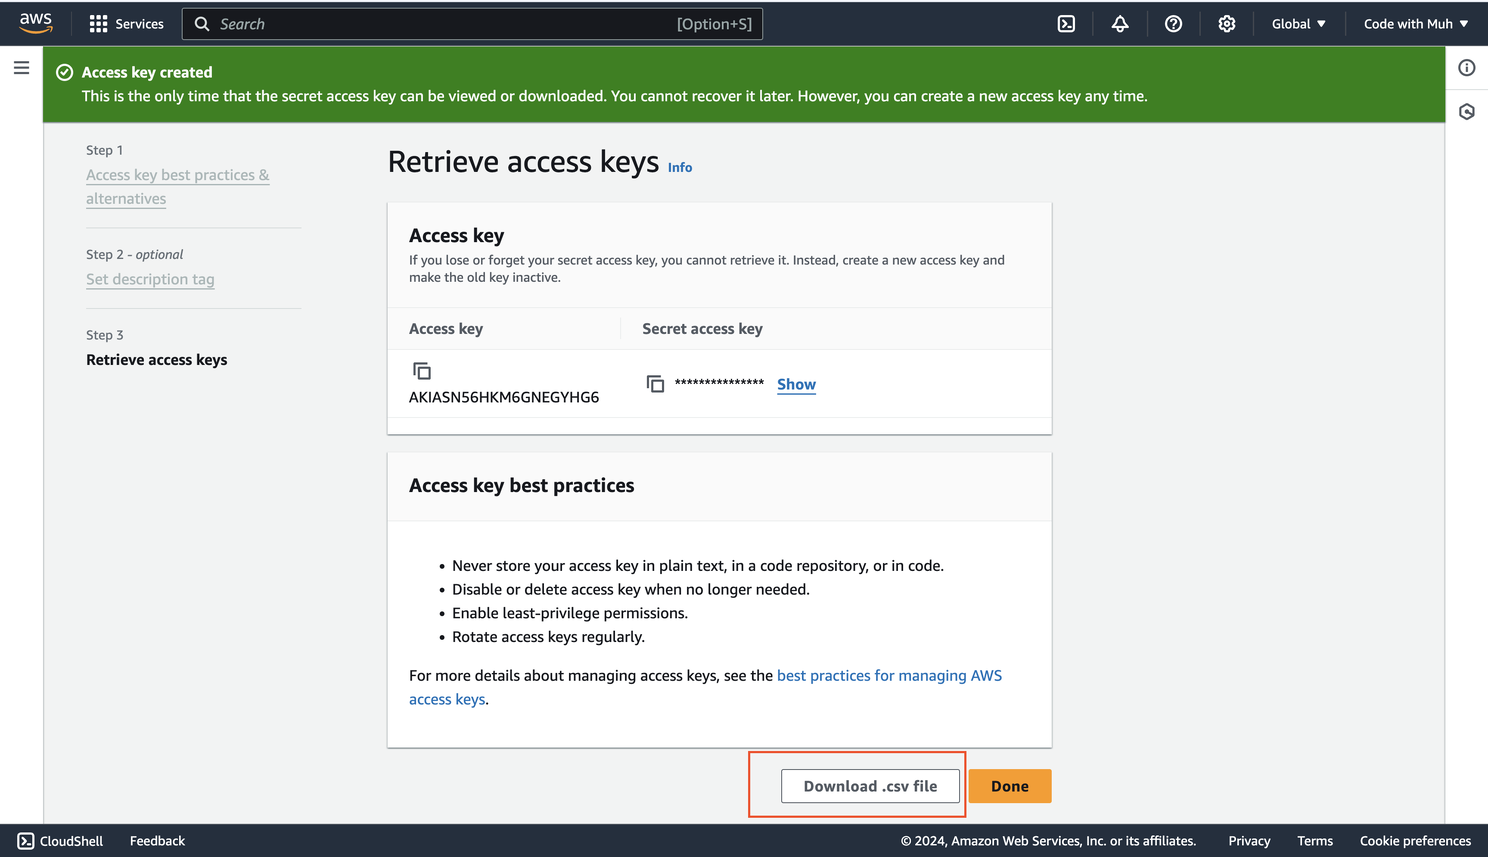 aws
Services
Search
[Option+S]
Global
Code with Muh
Access key created
This is the only time that the secret access key can be viewed or downloaded. You cannot recover it later. However, you can create a new access key any time.
Step 1
Access key best practices &
alternatives
Step 2 - optional
Set description tag
Step 3
Retrieve access keys
Retrieve access keys Info
Access key
If you lose or forget your secret access key, you cannot retrieve it. Instead, create a new access key and
make the old key inactive.
Access key
Secret access key
AKIASN56HKM6GNEGYHG6
*************** Show
Access key best practices
• Never store your access key in plain text, in a code repository, or in code.
• Disable or delete access key when no longer needed.
• Enable least-privilege permissions.
• Rotate access keys regularly.
For more details about managing access keys, see the best practices for managing AWS
access keys.
Download .csv file
Done
CloudShell
Feedback
© 2024, Amazon Web Services, Inc. or its affiliates.
Privacy
Terms
Cookie preferences